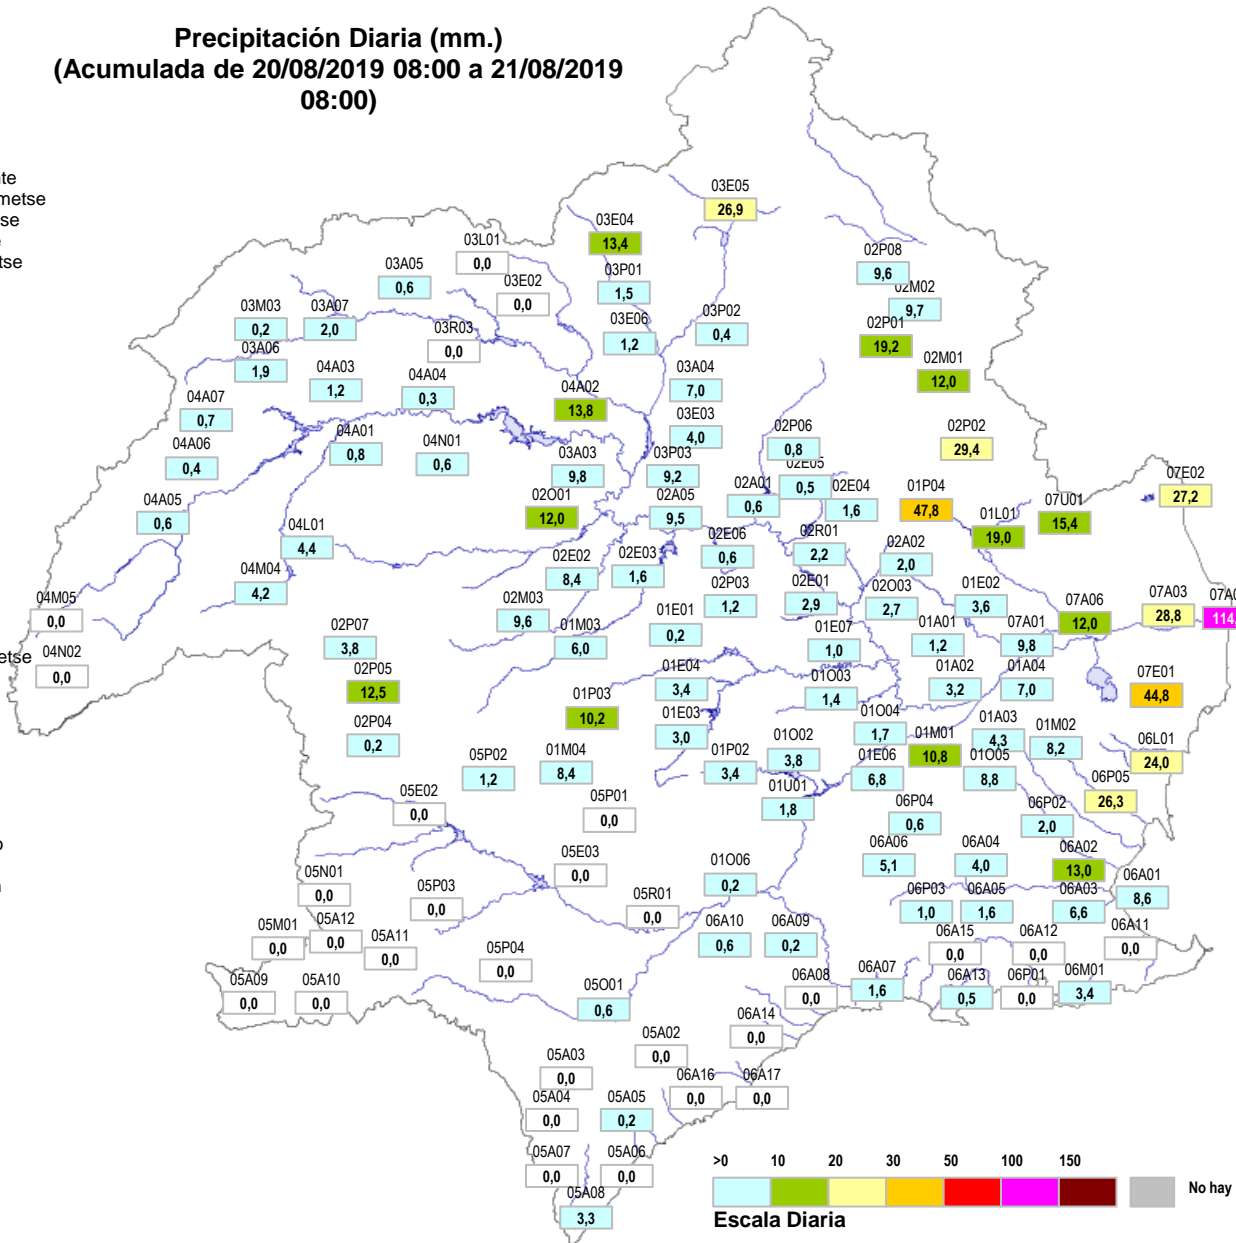 Precipitación Diaria (mm.)
(Acumulada de 20/08/2019 08:00 a 21/08/2019
08:00)
03E05
26,9
03E04
13,4
03L01
0,0
03A05
0,6
03E02
0,0
03P01
1,5
02P08
9,6
02M02
9,7
03M03
0,2
03A07
2,0
03R03
0,0
03E06
1,2
03P02
0,4
02P01
19,2
03A06
1,9
04A03
1,2
04A04
0,3
03A04
7,0
02M01
12,0
04A07
0,7
04A02
13,8
03E03
4,0
04A06
0,4
04A01
0,8
04N01
0,6
03A03
9,8
03P03
9,2
02P06
0,8
02P02
29,4
02E05
0,5
04A05
0,6
02O01
12,0
02A05
9,5
02A01
0,6
02E04
1,6
01P04
47,8
07E02
27,2
01L01
19,0
07U01
15,4
04L01
4,4
02E02
8,4
02E03
1,6
02E06
0,6
02R01
2,2
02A02
2,0
04M04
4,2
04M05
0,0
02M03
9,6
02P03
1,2
02E01
2,9
02O03
2,7
01E02
3,6
07A06
12,0
07A03
28,8
07A0
114
02P07
3,8
01M03
6,0
01E01
0,2
01E07
1,0
01A01
1,2
07A01
9,8
etse
04N02
0,0
02P05
12,5
01E04
3,4
01O03
1,4
01A02
3,2
01A04
7,0
07E01
44,8
01P03
10,2
02P04
0,2
01E03
3,0
01O04
1,7
01M01
10,8
01A03
4,3
01M02
8,2
06L01
24,0
05P02
1,2
01M04
8,4
01P02
3,4
01O02
3,8
01E06
6,8
01O05
8,8
05E02
0,0
05P01
0,0
01U01
1,8
06P04
0,6
06P02
2,0
06P05
26,3
05E03
0,0
01O06
0,2
06A06
5,1
06A04
4,0
06A02
13,0
06A01
8,6
05N01
0,0
05P03
0,0
05R01
0,0
06P03
1,0
06A05
1,6
06A03
6,6
05M01
0,0
05A12
0,0
05A11
0,0
05P04
0,0
06A10
0,6
06A09
0,2
06A15
0,0
06A12
0,0
06A11
0,0
05A09
0,0
05A10
0,0
05O01
0,6
06A08
0,0
06A07
1,6
06A13
0,5
06P01
0,0
06M01
3,4
05A02
0,0
06A14
0,0
05A03
0,0
06A16
0,0
06A17
0,0
05A04
0,0
05A05
0,2
05A07
0,0
05A06
0,0
05A08
3,3
>0 10 20 30 50 100 150
No hay
Escala Diaria